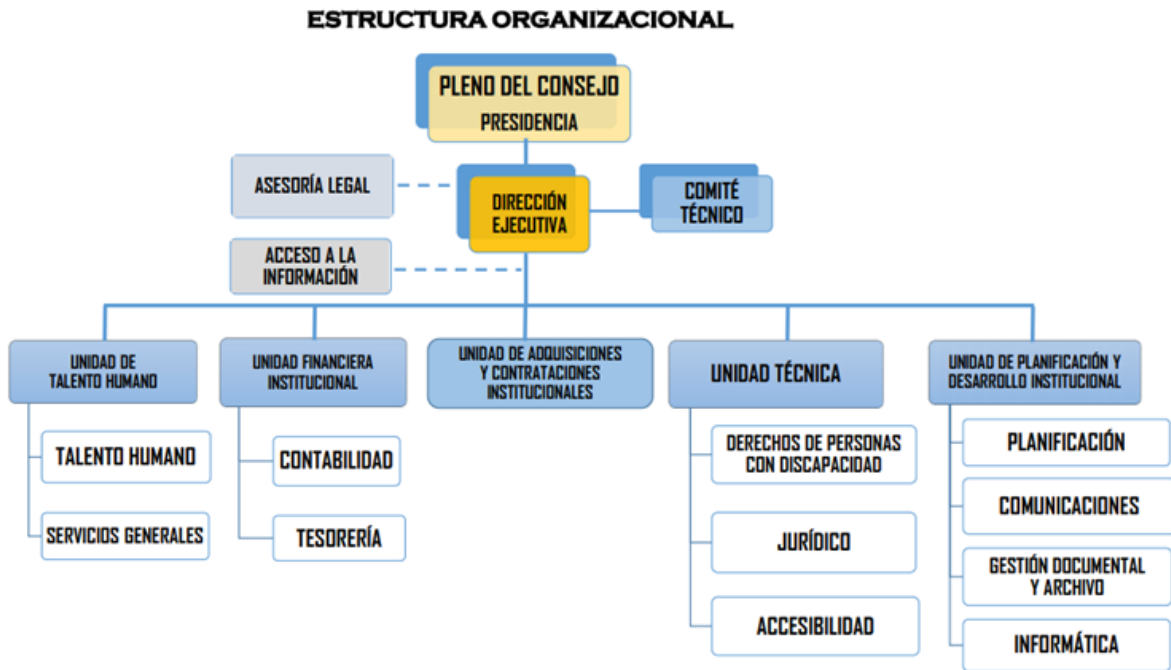 ESTRUCTURA ORGANIZACIONAL
PLENO DEL CONSEJO
PRESIDENCIA
ASESORÍA LEGAL
DIRECCIÓN
EJECUTIVA
COMITÉ
TÉCNICO
ACCESO A LA
INFORMACIÓN
UNIDAD DE
TALENTO HUMANO
TALENTO HUMANO
SERVICIOS GENERALES
UNIDAD FINANCIERA
INSTITUCIONAL
CONTABILIDAD
TESORERÍA
UNIDAD DE ADQUISICIONES
Y CONTRATACIONES
INSTITUCIONALES
UNIDAD TÉCNICA
DERECHOS DE PERSONAS
CON DISCAPACIDAD
JURÍDICO
ACCESIBILIDAD
UNIDAD DE PLANIFICACIÓN Y
DESARROLLO INSTITUCIONAL
PLANIFICACIÓN
COMUNICACIONES
GESTIÓN DOCUMENTAL
Y ARCHIVO
INFORMÁTICA